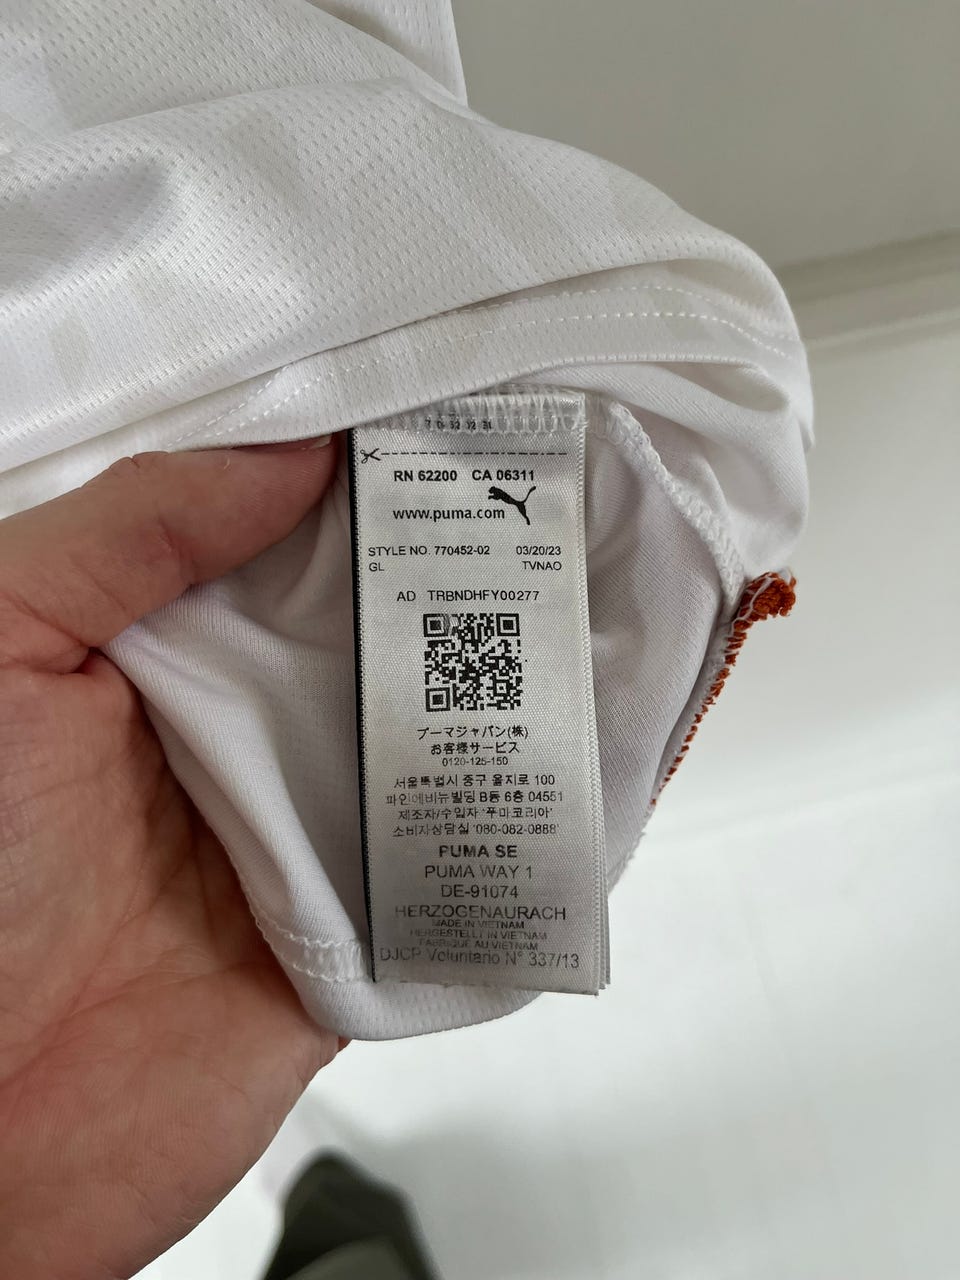 RN 62200 CA 06311
www.puma.com
STYLE NO. 770452-02 03/20/23
GL TVNAO
AD TRBNDHFY00277
プーマジャパン(株)
お客様サービス
0120-125-150
서울특별시 중구 을지로 100
파인에비뉴빌딩 B동 6층 04551
제조자/수입자 '푸마코리아'
소비자상담실 '080-082-0888'
PUMA SE
PUMA WAY 1
DE-91074
HERZOGENAURACH
MADE IN VIETNAM
HERGESTELLT IN VIETNAM
FABRIQUE AU VIETNAM
DJCP Voluntario N° 337/13